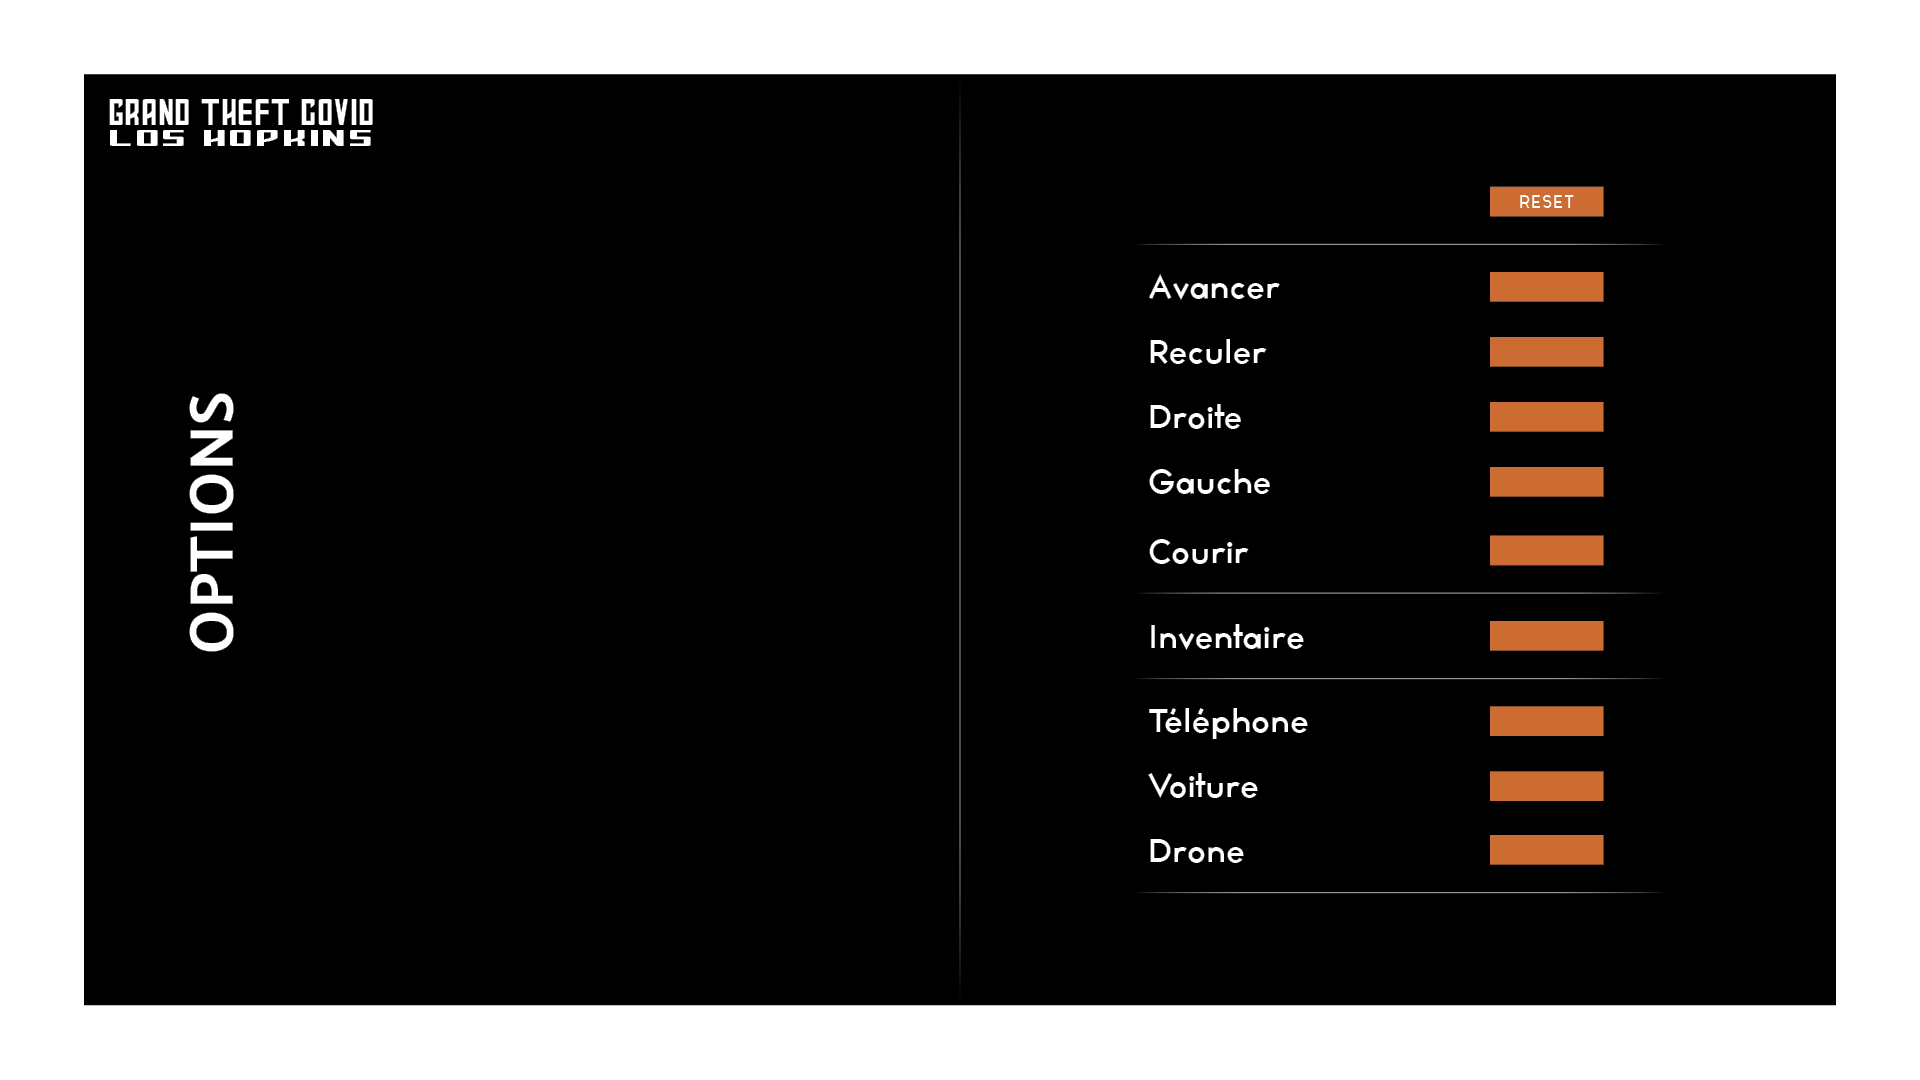 GRAND THEFT COVID
LOS HOPKINS
OPTIONS
RESET
Avancer
Reculer
Droite
Gauche
Courir
Inventaire
Téléphone
Voiture
Drone